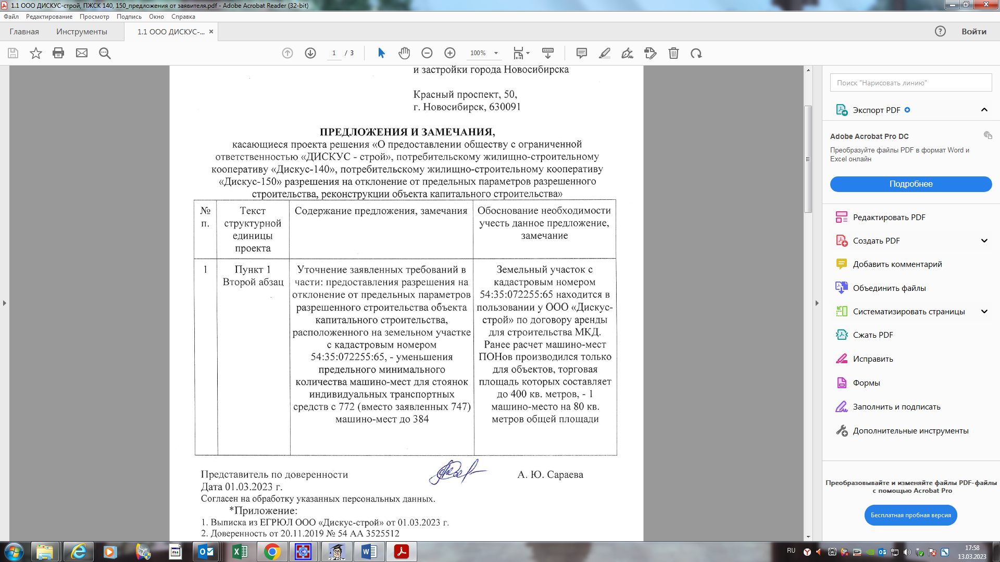 1.1 ООО ДИСКУС-строй, ПЖСК 140, 150_предложения от заявителя.pdf - Adobe Acrobat Reader (32-bit)
Файл Редактирование Просмотр Подпись Окно Справка
Главная Инструменты 1.1 ООО ДИСКУС-... × Войти
1 / 3 100%
и застройки города Новосибирска
Красный проспект, 50,
г. Новосибирск, 630091
ПРЕДЛОЖЕНИЯ И ЗАМЕЧАНИЯ,
касающиеся проекта решения «О предоставлении обществу с ограниченной
ответственностью «ДИСКУС - строй», потребительскому жилищно-строительному
кооперативу «Дискус-140», потребительскому жилищно-строительному кооперативу
«Дискус-150» разрешения на отклонение от предельных параметров разрешенного
строительства, реконструкции объекта капитального строительства»
№
п.
Текст
структурной
единицы
проекта
Содержание предложения, замечания
Обоснование необходимости
учесть данное предложение,
замечание
1
Пункт 1
Второй абзац
Уточнение заявленных требований в
части: предоставления разрешения на
отклонение от предельных параметров
разрешенного строительства объекта
капитального строительства,
расположенного на земельном участке
с кадастровым номером
54:35:072255:65, - уменьшения
предельного минимального
количества машино-мест для стоянок
индивидуальных транспортных
средств с 772 (вместо заявленных 747)
машино-мест до 384
Земельный участок с
кадастровым номером
54:35:072255:65 находится в
пользовании у ООО «Дискус-
строй» по договору аренды
для строительства МКД.
Ранее расчет машино-мест
ПОНов производился только
для объектов, торговая
площадь которых составляет
до 400 кв. метров, - 1
машино-место на 80 кв.
метров общей площади
Представитель по доверенности А. Ю. Сараева
Дата 01.03.2023 г.
Согласен на обработку указанных персональных данных.
*Приложение:
1. Выписка из ЕГРЮЛ ООО «Дискус-строй» от 01.03.2023 г.
2. Доверенность от 20.11.2019 № 54 АА 3525512
Поиск "Нарисовать линию"
Экспорт PDF
Adobe Acrobat Pro DC
Преобразуйте файлы PDF в формат Word и
Excel онлайн
Подробнее
Редактировать PDF
Создать PDF
Добавить комментарий
Объединить файлы
Систематизировать страницы
Сжать PDF
Исправить
Формы
Заполнить и подписать
Дополнительные инструменты
Преобразовывайте и изменяйте файлы PDF-файлы
с помощью Acrobat Pro
Бесплатная пробная версия
RU
17:58
13.03.2023